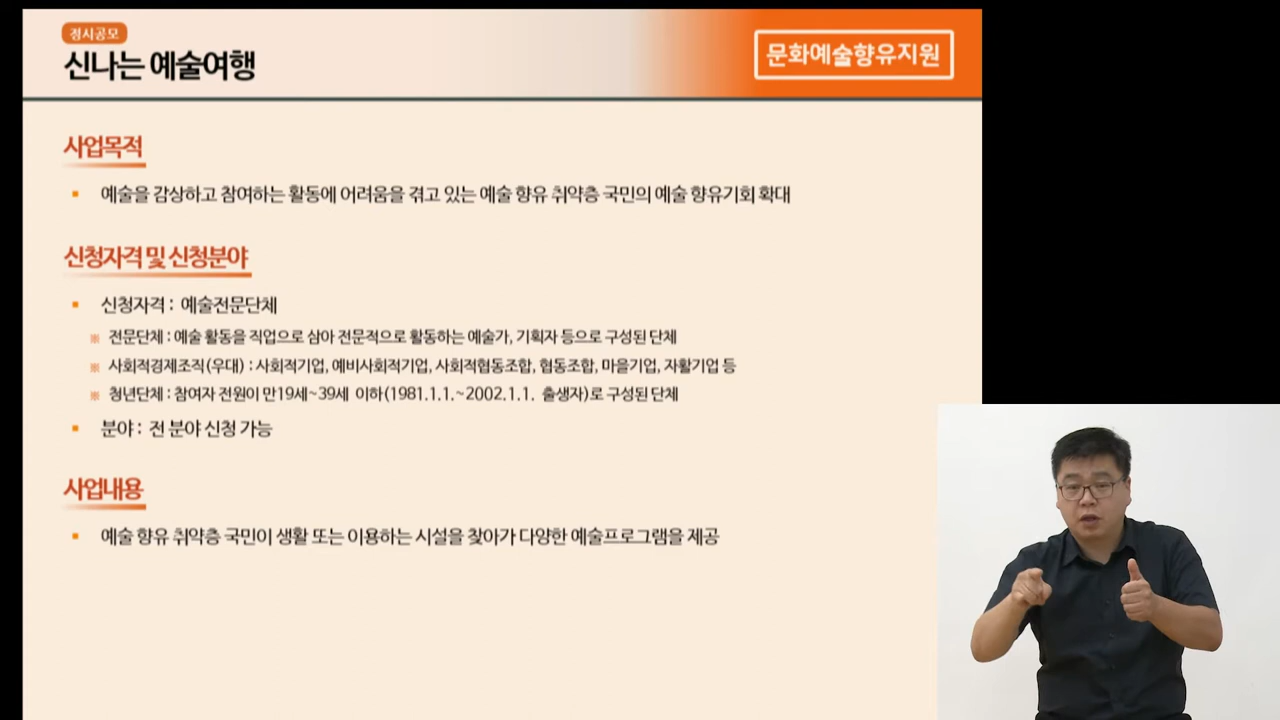 정시공모
신나는 예술여행
문화예술향유지원
사업목적
▪ 예술을 감상하고 참여하는 활동에 어려움을 겪고 있는 예술 향유 취약층 국민의 예술 향유기회 확대
신청자격 및 신청분야
▪ 신청자격 : 예술전문단체
※ 전문단체 : 예술 활동을 직업으로 삼아 전문적으로 활동하는 예술가, 기획자 등으로 구성된 단체
※ 사회적경제조직(우대) : 사회적기업, 예비사회적기업, 사회적협동조합, 협동조합, 마을기업, 자활기업 등
※ 청년단체 : 참여자 전원이 만19세~39세 이하(1981.1.1.~2002.1.1. 출생자)로 구성된 단체
▪ 분야 : 전 분야 신청 가능
사업내용
▪ 예술 향유 취약층 국민이 생활 또는 이용하는 시설을 찾아가 다양한 예술프로그램을 제공